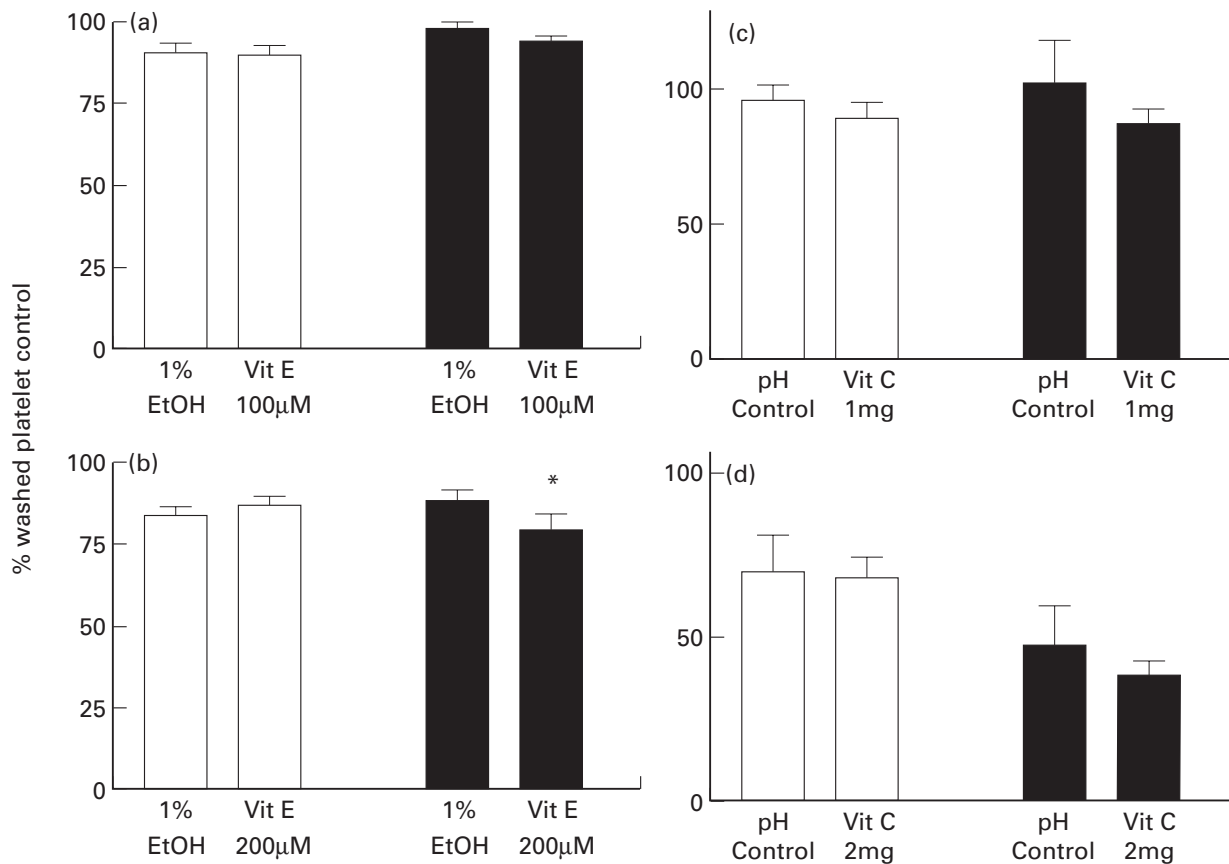 % washed platelet control
(a)
100
75
50
25
0
1% Vit E 1% Vit E
EtOH 100μM EtOH 100μM
(b)
100
75
50
25
0
*
1% Vit E 1% Vit E
EtOH 200μM EtOH 200μM
(c)
100
50
0
pH Vit C pH Vit C
Control 1mg Control 1mg
(d)
100
50
0
pH Vit C pH Vit C
Control 2mg Control 2mg